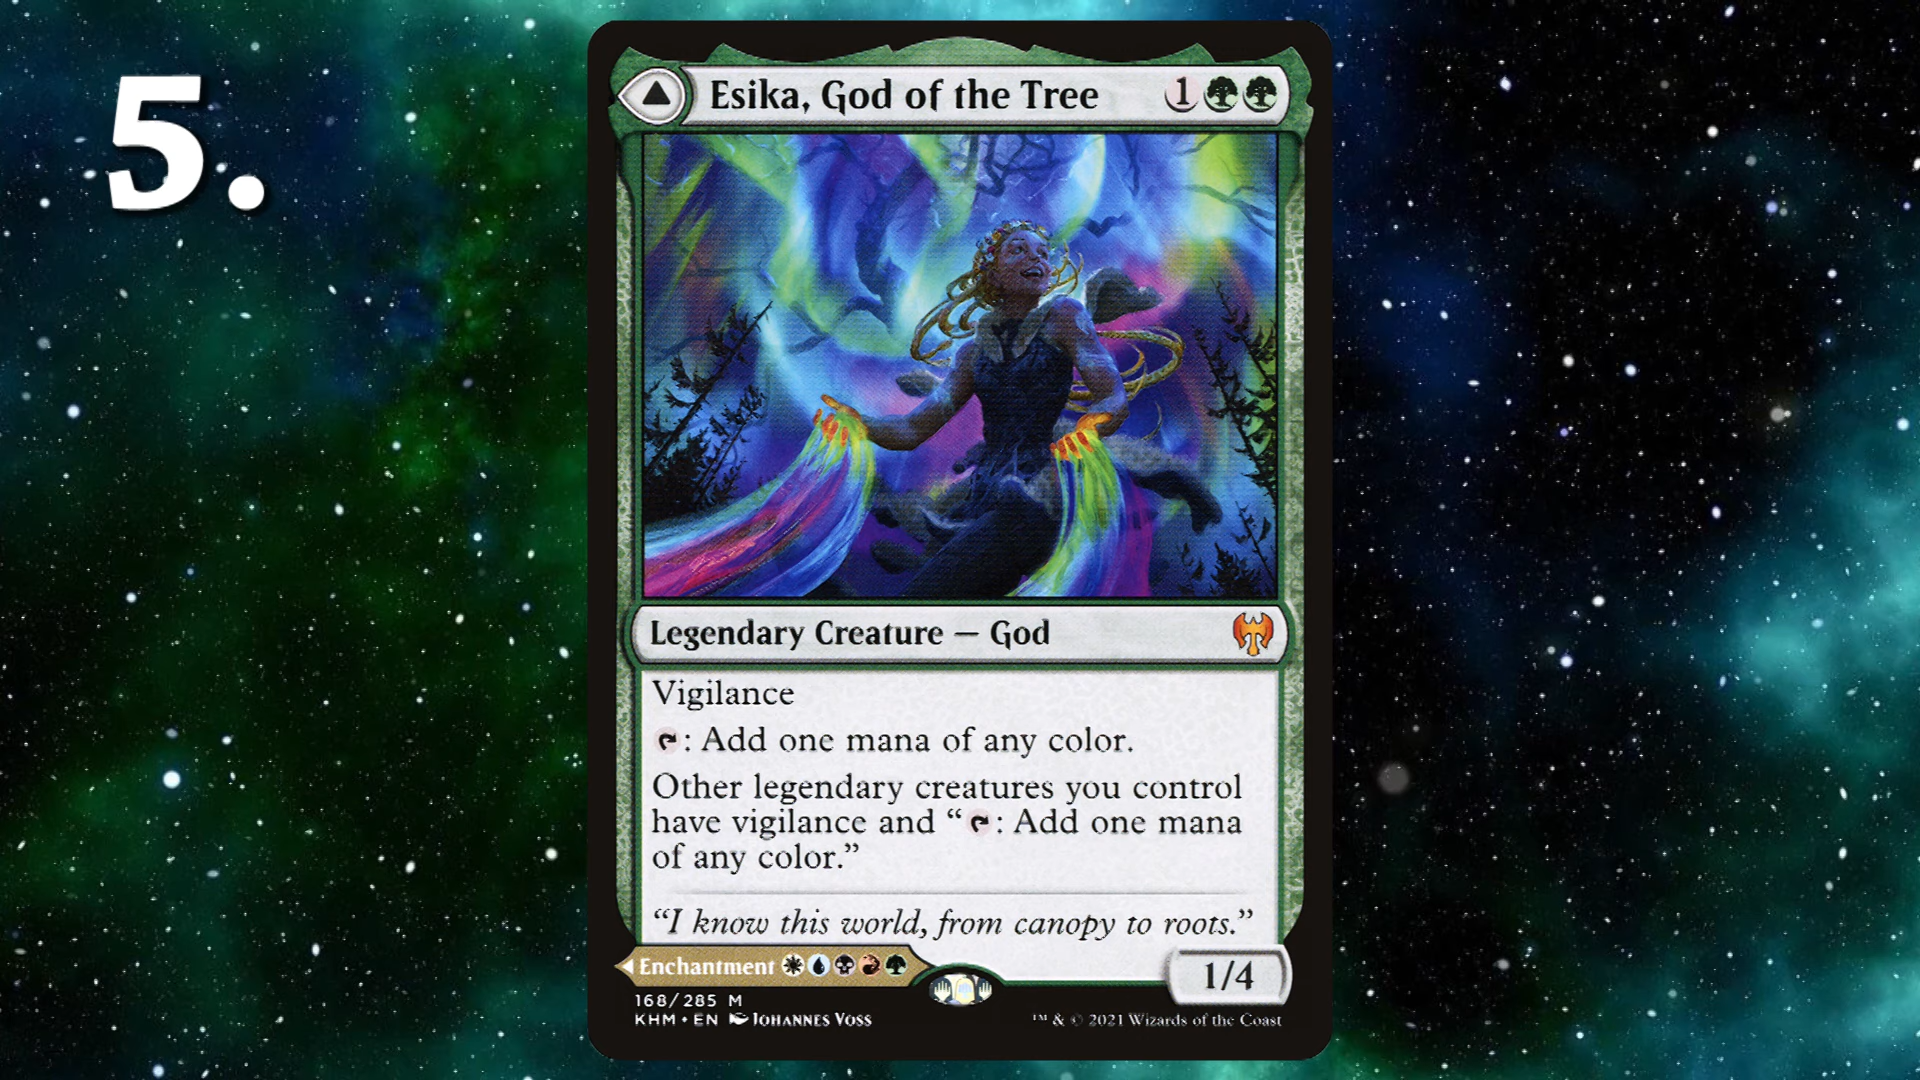 5.
Esika, God of the Tree 1
Legendary Creature — God
Vigilance
: Add one mana of any color.
Other legendary creatures you control
have vigilance and “ : Add one mana
of any color.”
“I know this world, from canopy to roots.”
Enchantment
1/4
168/285 M
KHM • EN Johannes Voss
™ & © 2021 Wizards of the Coast